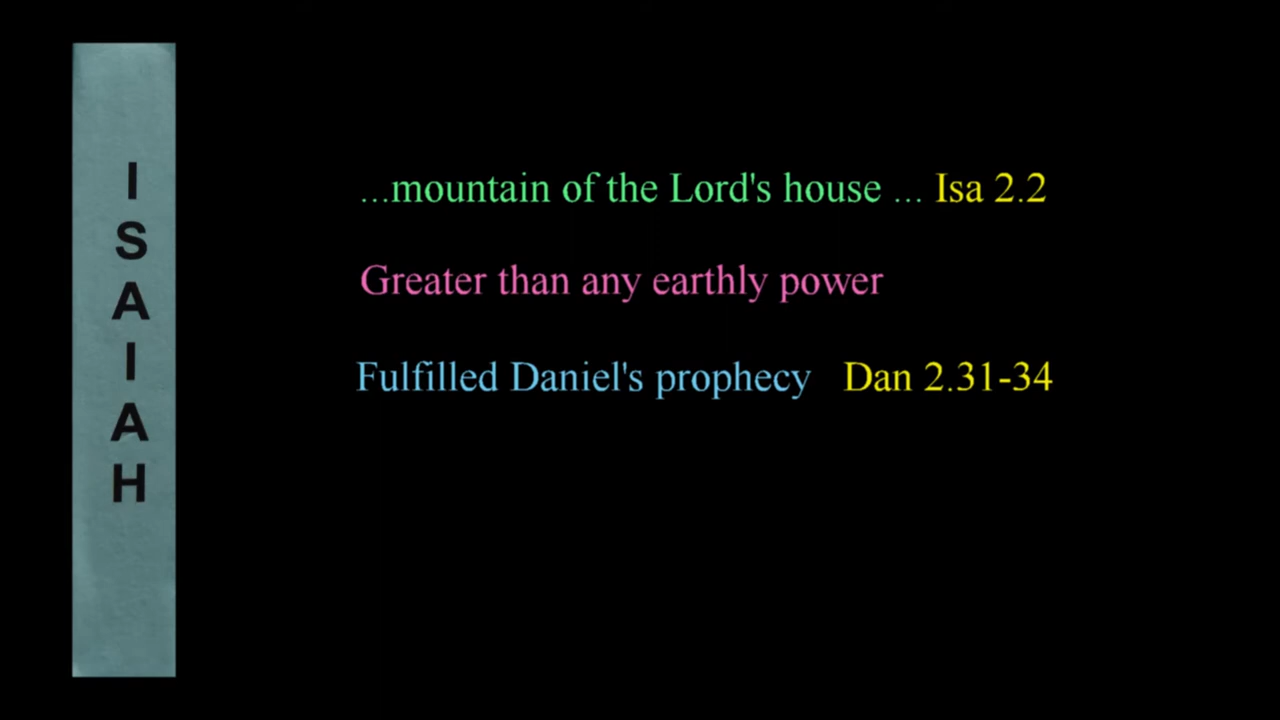 ISAIAH
...mountain of the Lord's house ... Isa 2.2
Greater than any earthly power
Fulfilled Daniel's prophecy Dan 2.31-34